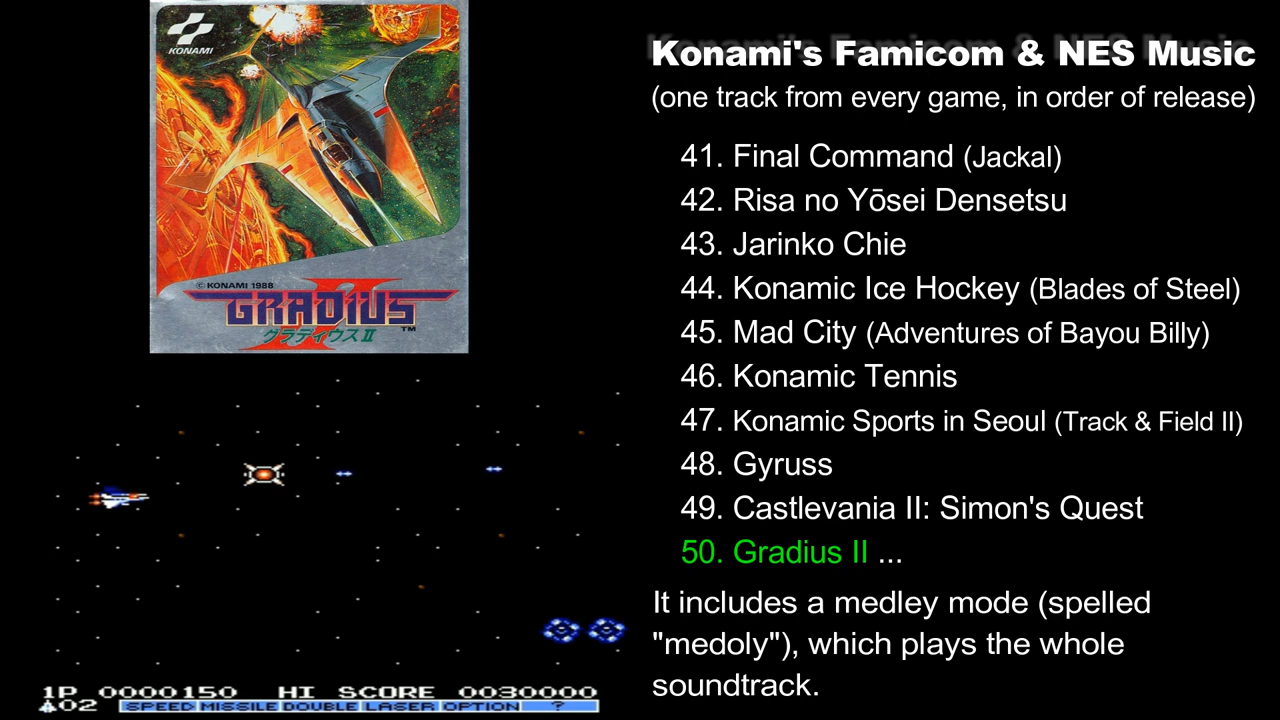 KONAMI
© KONAMI 1988
GRADIUS II
TM
グラディウスⅡ
1P 0000150 HI SCORE 0030000
02 SPEED MISSILE DOUBLE LASER OPTION ?
Konami's Famicom & NES Music
(one track from every game, in order of release)
41. Final Command (Jackal)
42. Risa no Yōsei Densetsu
43. Jarinko Chie
44. Konamic Ice Hockey (Blades of Steel)
45. Mad City (Adventures of Bayou Billy)
46. Konamic Tennis
47. Konamic Sports in Seoul (Track & Field II)
48. Gyruss
49. Castlevania II: Simon's Quest
50. Gradius II ...
It includes a medley mode (spelled
"medoly"), which plays the whole
soundtrack.